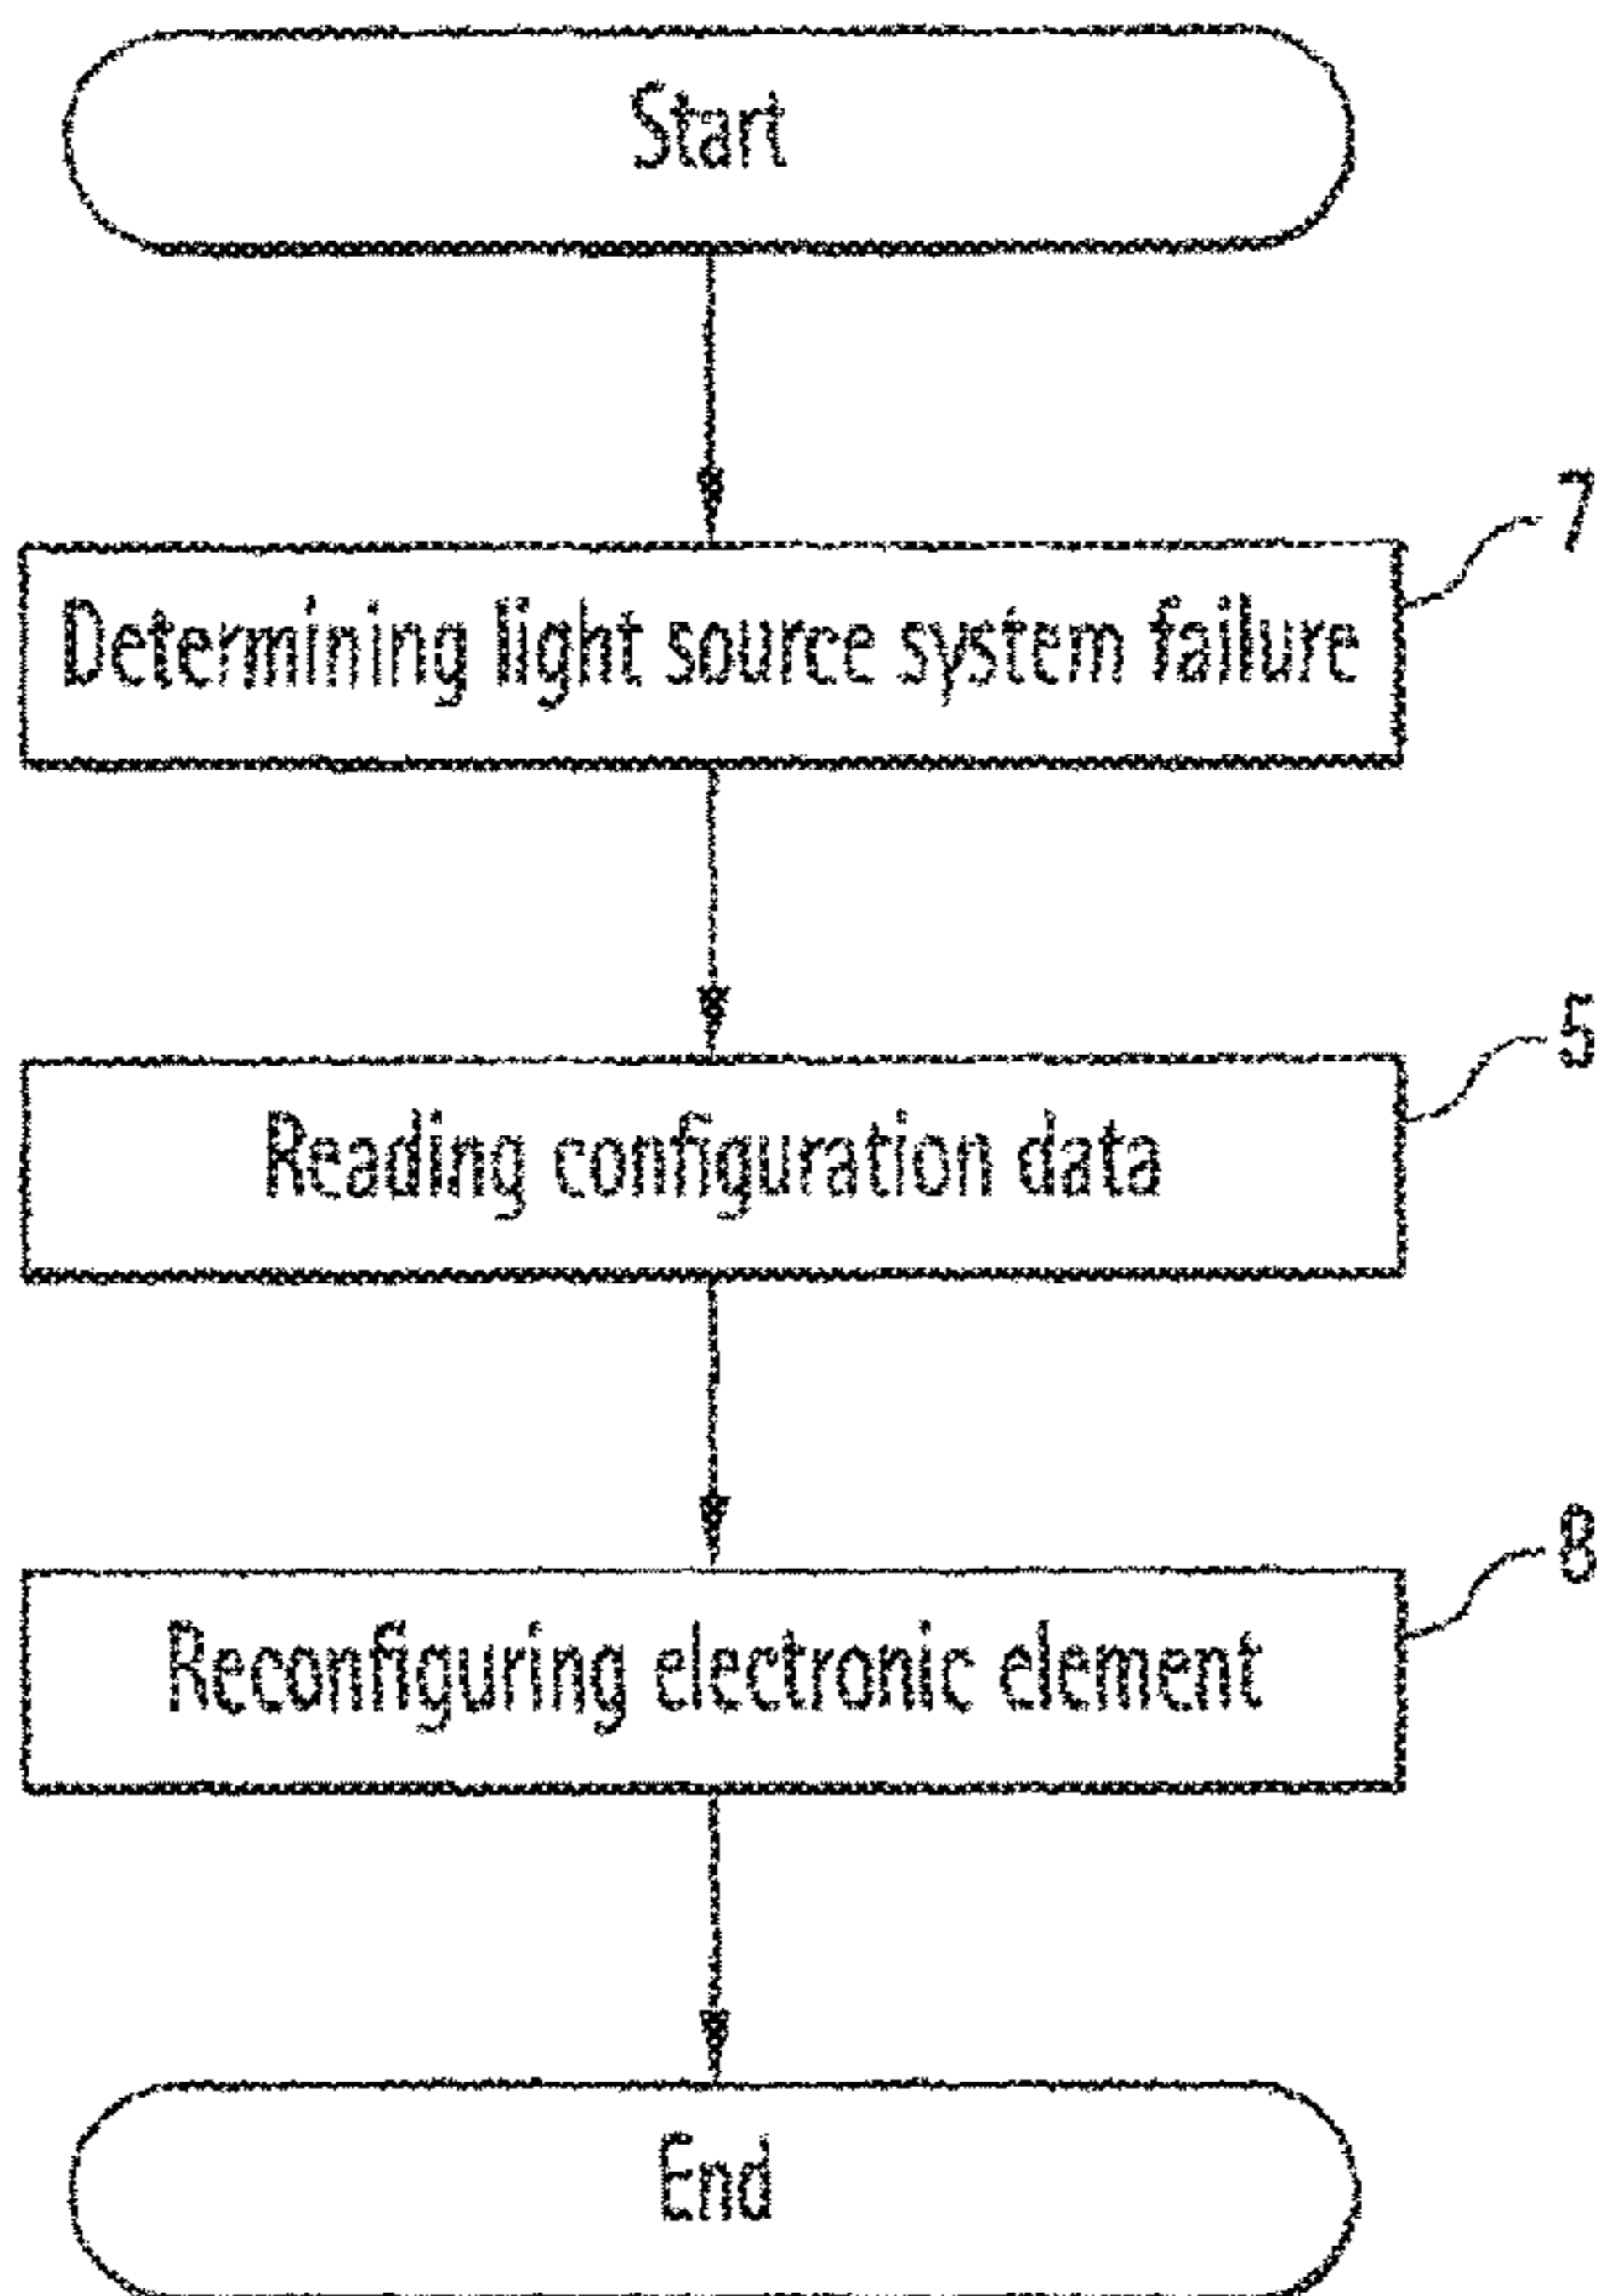 Start
7
Determining light source system failure
5
Reading configuration data
8
Reconfiguring electronic element
End